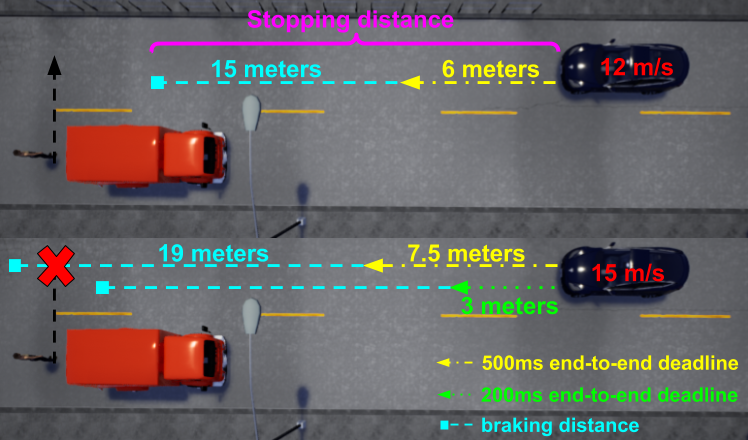 Stopping distance
15 meters
6 meters
12 m/s
19 meters
7.5 meters
15 m/s
3 meters
500ms end-to-end deadline
200ms end-to-end deadline
braking distance